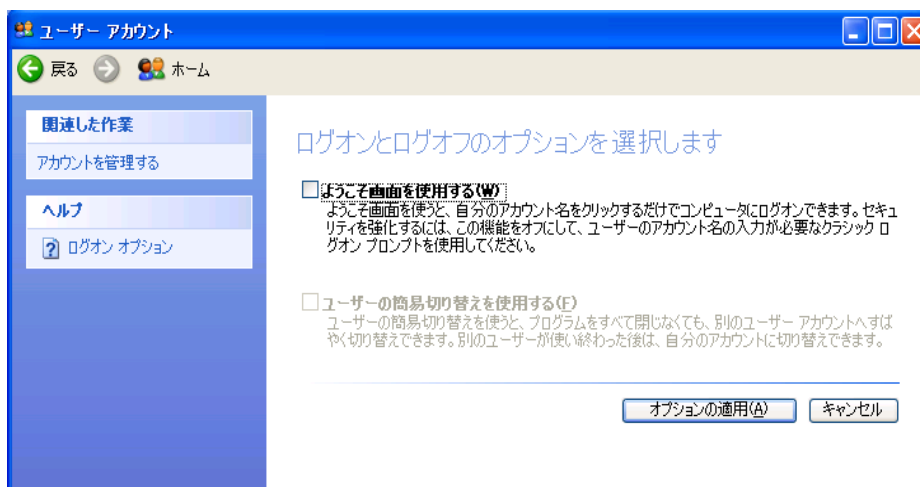 ユーザー アカウント
戻る
ホーム
関連した作業
アカウントを管理する
ヘルプ
ログオン オプション
ログオンとログオフのオプションを選択します
ようこそ画面を使用する(W)
ようこそ画面を使うと、自分のアカウント名をクリックするだけでコンピュータにログオンできます。セキュ
リティを強化するには、この機能をオフにして、ユーザーのアカウント名の入力が必要なクラシック ロ
グオン プロンプトを使用してください。
ユーザーの簡易切り替えを使用する(F)
ユーザーの簡易切り替えを使うと、プログラムをすべて閉じなくても、別のユーザー アカウントへすば
やく切り替えできます。別のユーザーが使い終わった後は、自分のアカウントに切り替えできます。
オプションの適用(A)
キャンセル